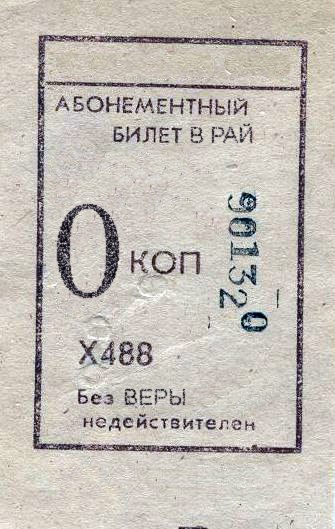 АБОНЕМЕНТНЫЙ
БИЛЕТ В РАЙ
901320
0 КОП
Х488
Без ВЕРЫ
недействителен